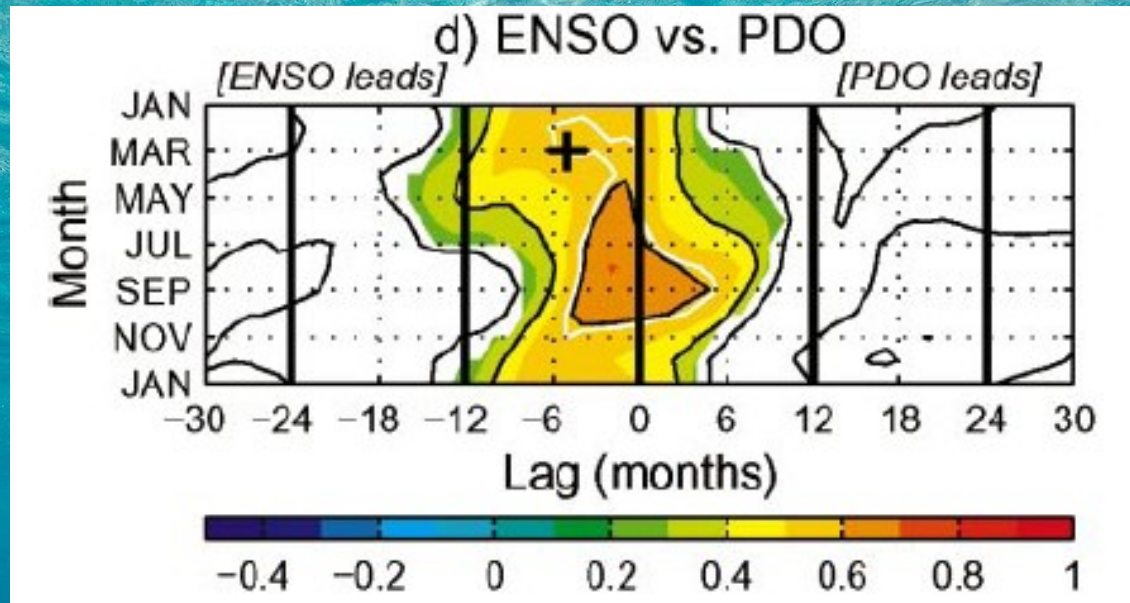 d) ENSO vs. PDO
[ENSO leads] [PDO leads]
JAN
MAR
MAY
JUL
SEP
NOV
JAN
Month
−30 −24 −18 −12 −6 0 6 12 18 24 30
Lag (months)
−0.4 −0.2 0 0.2 0.4 0.6 0.8 1